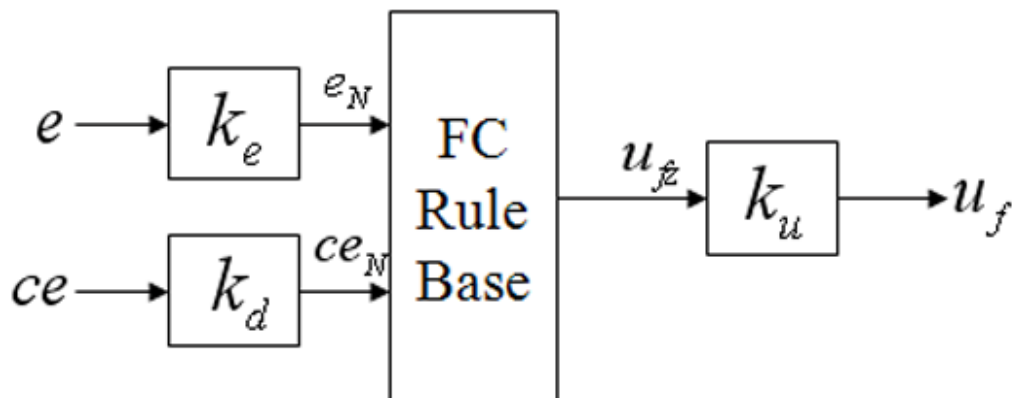 e
k_e
e_N
ce
k_d
ce_N
FC
Rule
Base
u_fz
k_u
u_f